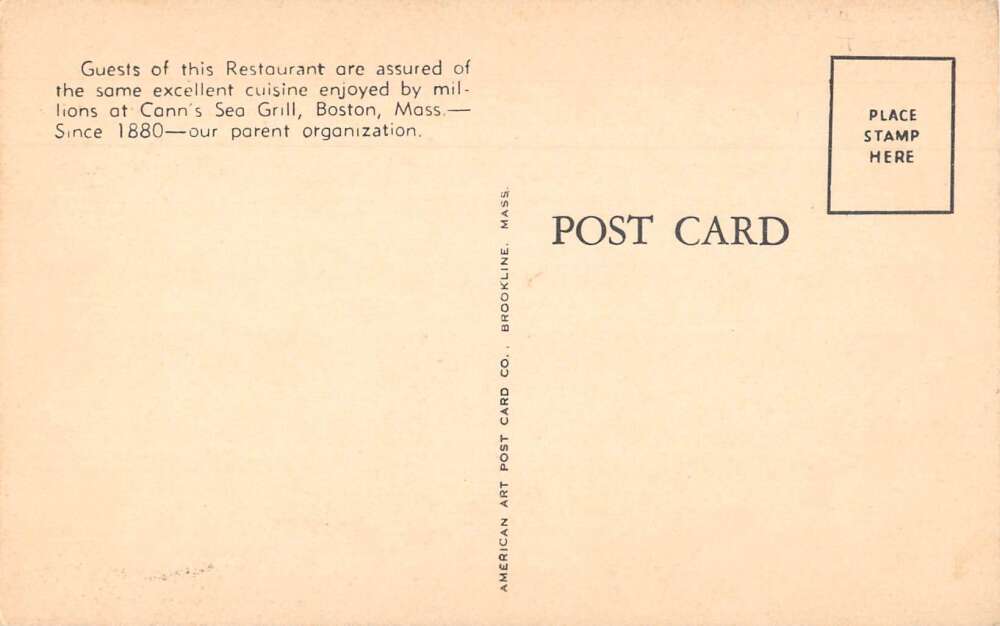 Guests of this Restaurant are assured of
the same excellent cuisine enjoyed by mil-
lions at Cann's Sea Grill, Boston, Mass.—
Since 1880—our parent organization.
PLACE
STAMP
HERE
POST CARD
AMERICAN ART POST CARD CO., BROOKLINE, MASS.